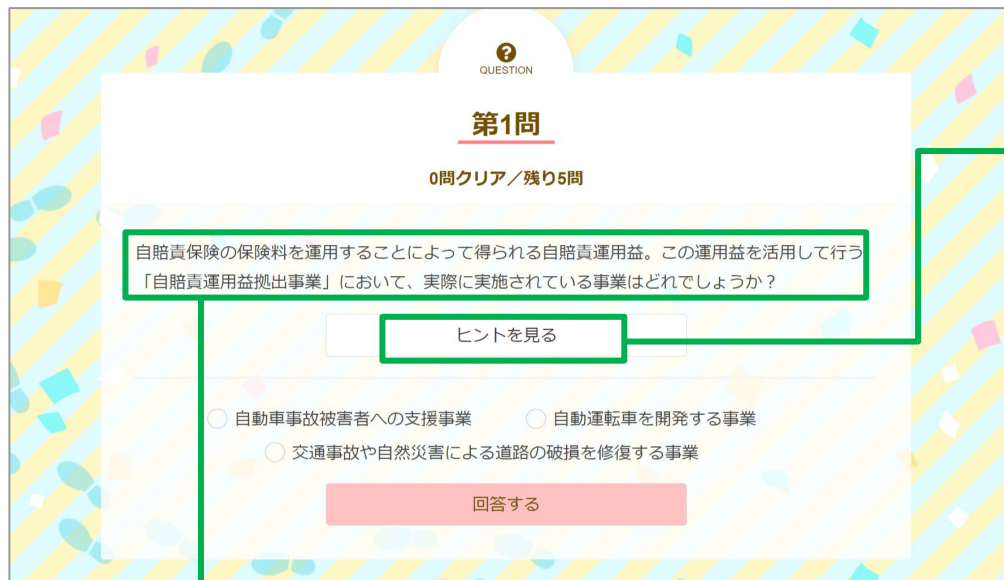 ?
QUESTION
第1問
0問クリア/残り5問
自賠責保険の保険料を運用することによって得られる自賠責運用益。この運用益を活用して行う
「自賠責運用益拠出事業」において、実際に実施されている事業はどれでしょうか？
ヒントを見る
自動車事故被害者への支援事業 自動運転車を開発する事業
交通事故や自然災害による道路の破損を修復する事業
回答する